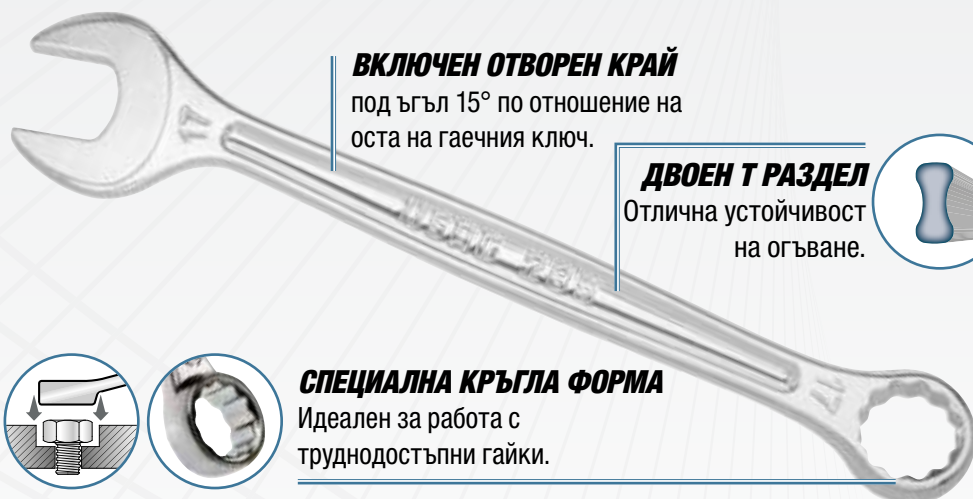 ВКЛЮЧЕН ОТВОРЕН КРАЙ
под ъгъл 15° по отношение на
оста на гаечния ключ.
ДВОЕН Т РАЗДЕЛ
Отлична устойчивост
на огъване.
17
17
СПЕЦИАЛНА КРЪГЛА ФОРМА
Идеален за работа с
труднодостъпни гайки.